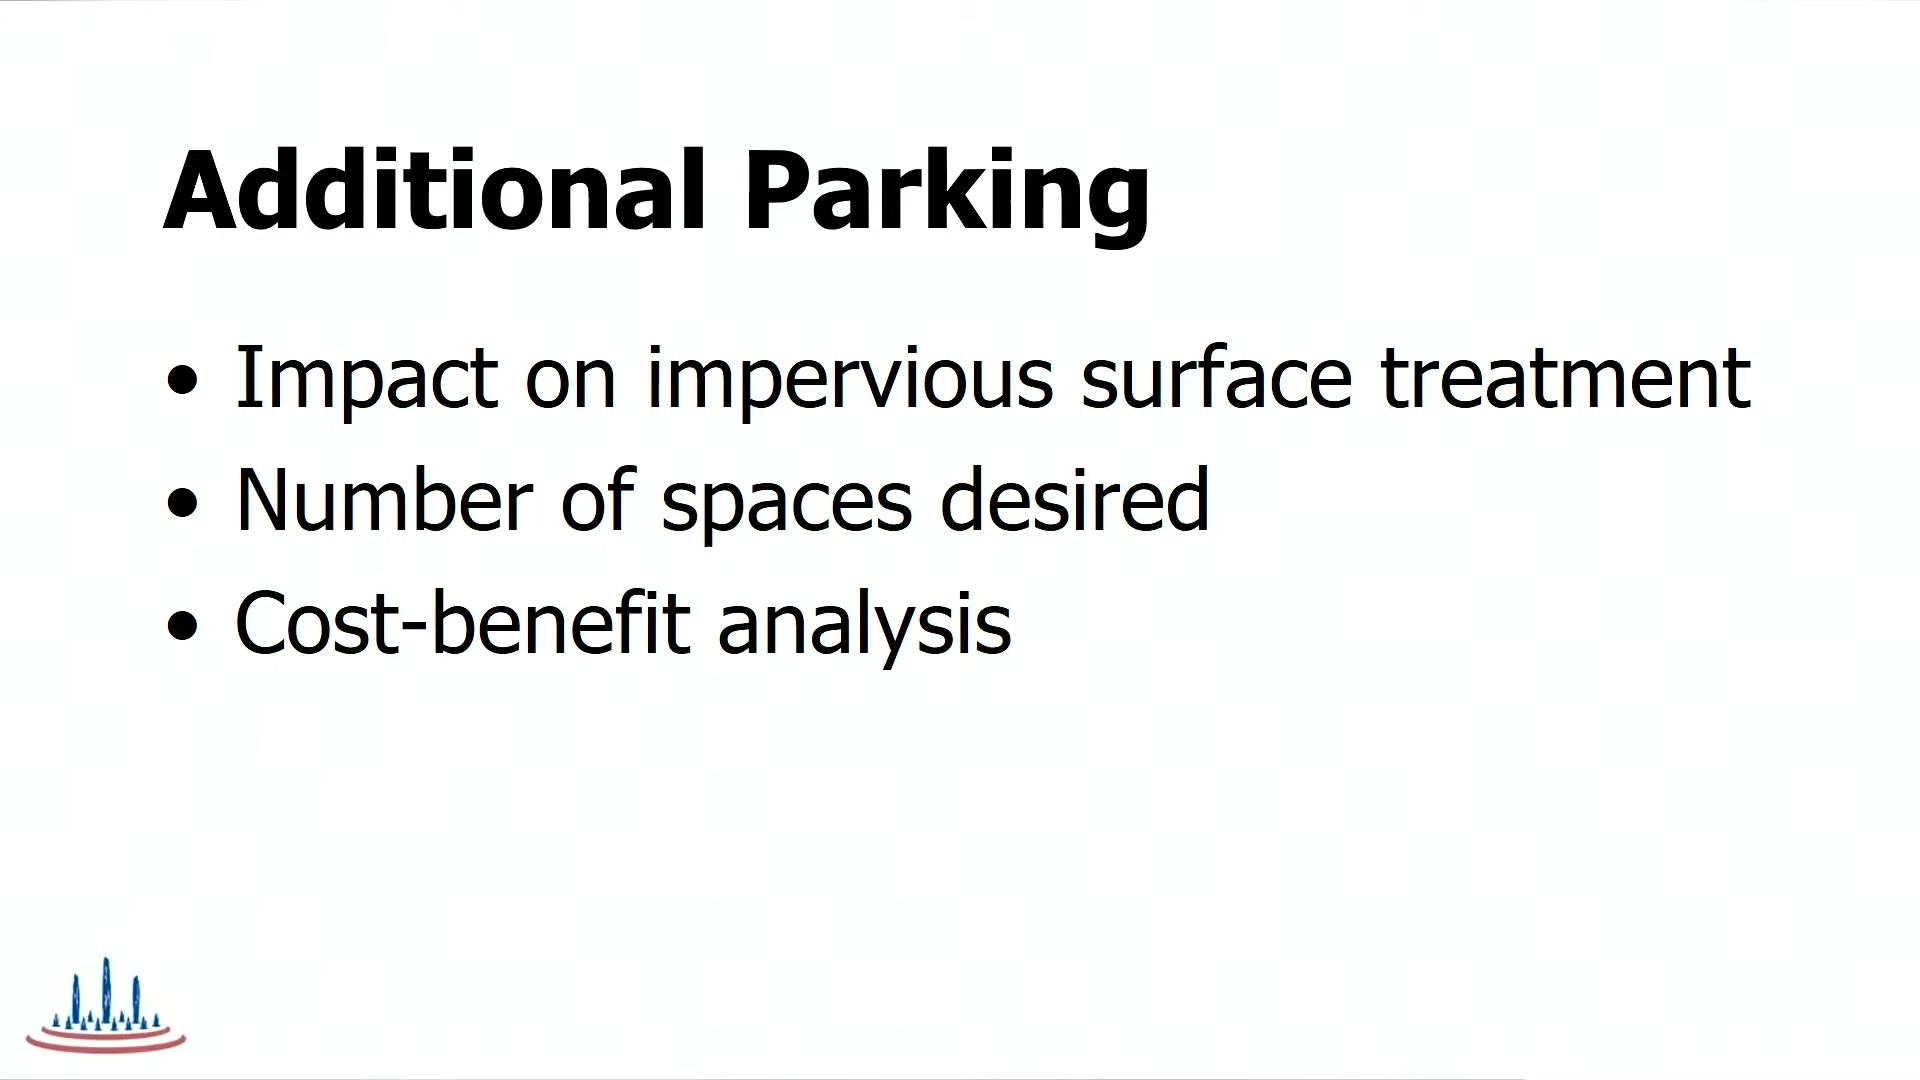 Additional Parking
• Impact on impervious surface treatment
• Number of spaces desired
• Cost-benefit analysis